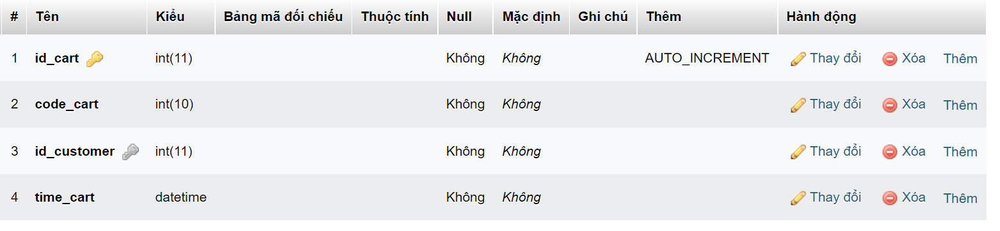 # Tên Kiểu Bảng mã đối chiếu Thuộc tính Null Mặc định Ghi chú Thêm Hành động
1 id_cart int(11) Không Không AUTO_INCREMENT Thay đổi Xóa Thêm
2 code_cart int(10) Không Không Thay đổi Xóa Thêm
3 id_customer int(11) Không Không Thay đổi Xóa Thêm
4 time_cart datetime Không Không Thay đổi Xóa Thêm